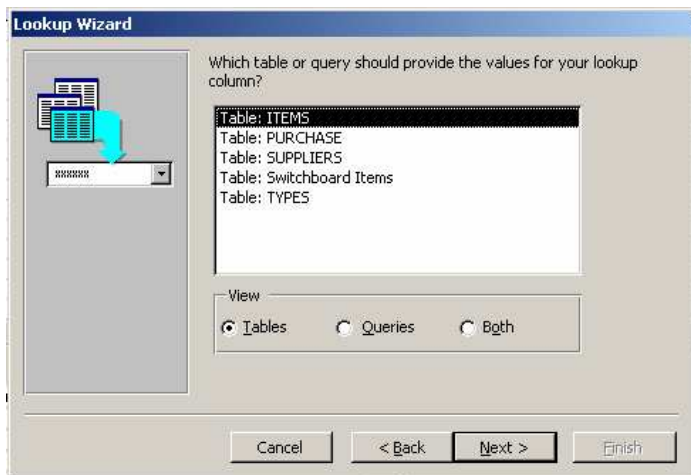 Lookup Wizard
Which table or query should provide the values for your lookup
column?
Table: ITEMS
Table: PURCHASE
Table: SUPPLIERS
Table: Switchboard Items
Table: TYPES
xxxxxx
View
Tables
Queries
Both
Cancel
< Back
Next >
Finish